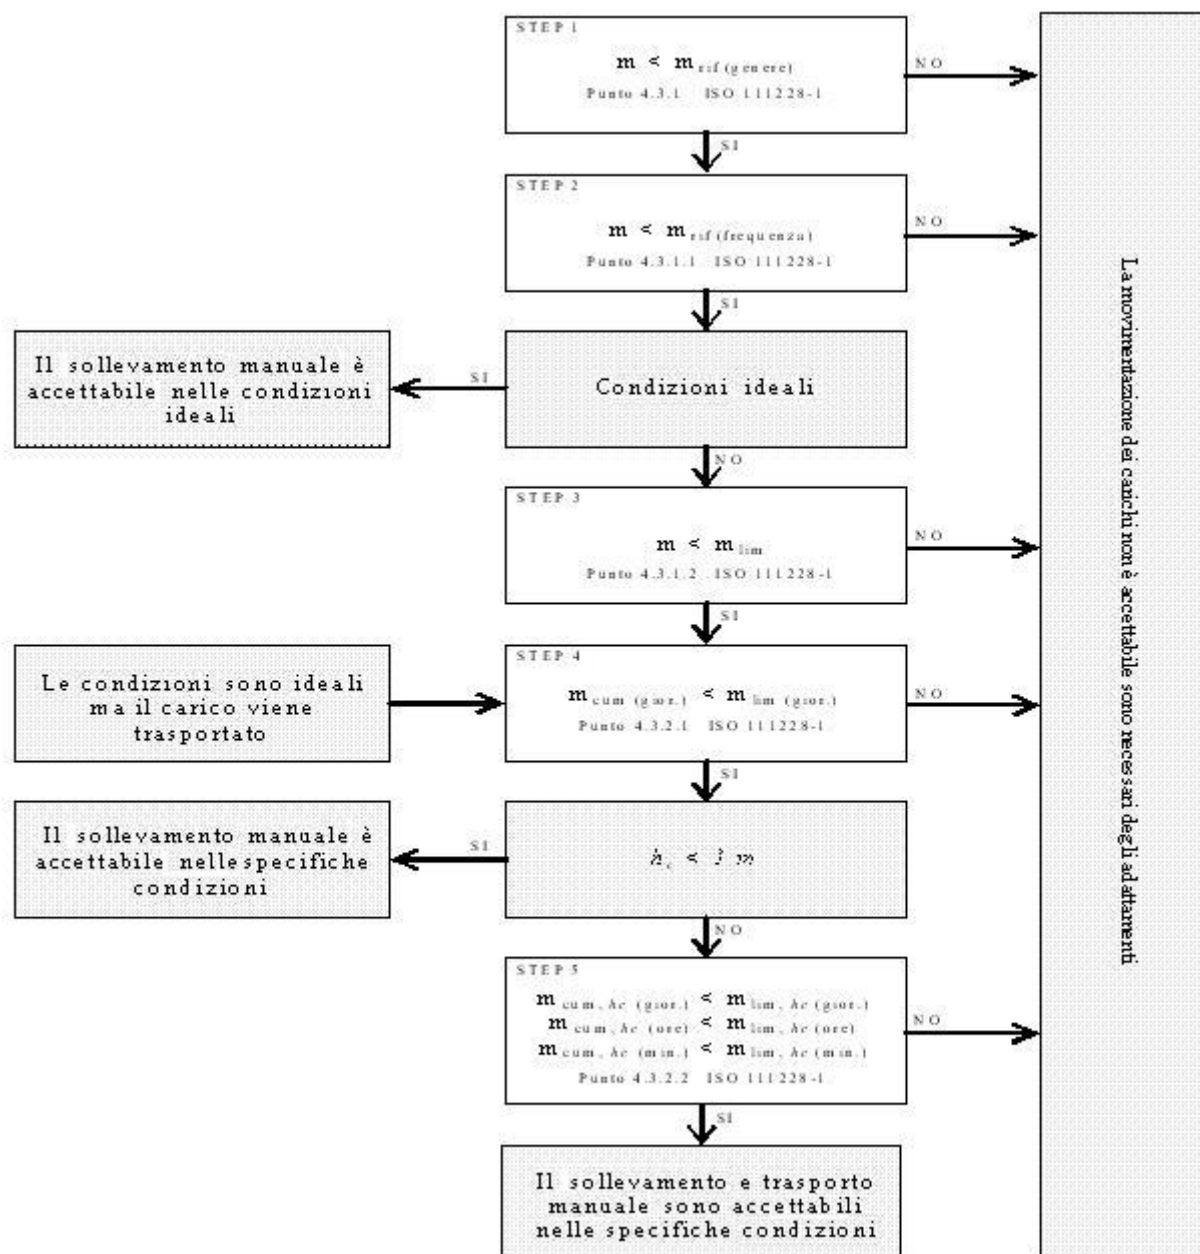 STEP 1
m < m rif (genere)
Punto 4.3.1 ISO 111228-1
NO
SI
STEP 2
m < m rif (frequenza)
Punto 4.3.1.1 ISO 111228-1
NO
SI
Il sollevamento manuale è
accettabile nelle condizioni
ideali
SI
Condizioni ideali
NO
STEP 3
m < m lim
Punto 4.3.1.2 ISO 111228-1
NO
SI
Le condizioni sono ideali
ma il carico viene
trasportato
STEP 4
m cum (gior.) < m lim (gior.)
Punto 4.3.2.1 ISO 111228-1
NO
SI
Il sollevamento manuale è
accettabile nelle specifiche
condizioni
SI
h c < 1 m
NO
STEP 5
m cum, hc (gior.) < m lim, hc (gior.)
m cum, hc (ore) < m lim, hc (ore)
m cum, hc (min.) < m lim, hc (min.)
Punto 4.3.2.2 ISO 111228-1
NO
SI
Il sollevamento e trasporto
manuale sono accettabili
nelle specifiche condizioni
La movimentazione dei carichi non è accettabile sono necessari degli adattamenti